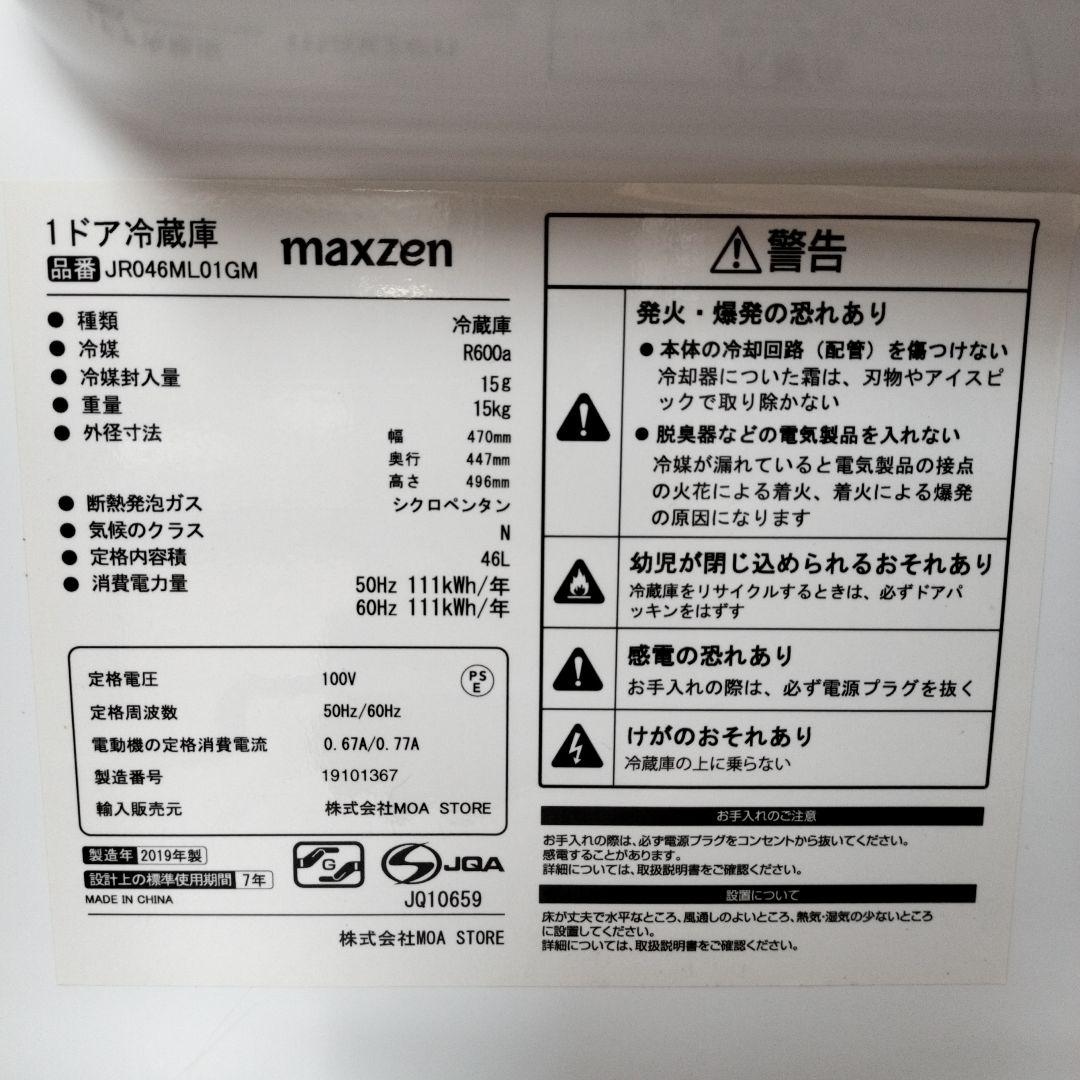 1ドア冷蔵庫
品番 JR046ML01GM
maxzen
● 種類 冷蔵庫
● 冷媒 R600a
● 冷媒封入量 15g
● 重量 15kg
● 外径寸法 幅 470mm
奥行 447mm
高さ 496mm
● 断熱発泡ガス シクロペンタン
● 気候のクラス N
● 定格内容積 46L
● 消費電力量 50Hz 111kWh/年
60Hz 111kWh/年
定格電圧 100V
PSE
定格周波数 50Hz/60Hz
電動機の定格消費電流 0.67A/0.77A
製造番号 19101367
輸入販売元 株式会社MOA STORE
製造年 2019年製
設計上の標準使用期間 7年
MADE IN CHINA
G
JQA
JQ10659
株式会社MOA STORE
警告
発火・爆発の恐れあり
● 本体の冷却回路（配管）を傷つけない
冷却器についた霜は、刃物やアイスピ
ックで取り除かない
● 脱臭器などの電気製品を入れない
冷媒が漏れていると電気製品の接点
の火花による着火、着火による爆発
の原因になります
幼児が閉じ込められるおそれあり
冷蔵庫をリサイクルするときは、必ずドアパ
ッキンをはずす
感電の恐れあり
お手入れの際は、必ず電源プラグを抜く
けがのおそれあり
冷蔵庫の上に乗らない
お手入れのご注意
お手入れの際は、必ず電源プラグをコンセントから抜いてください。
感電することがあります。
詳細については、取扱説明書をご確認ください。
設置について
床が丈夫で水平なところ、風通しのよいところ、熱気・湿気の少ないところ
に設置してください。
詳細については、取扱説明書をご確認ください。